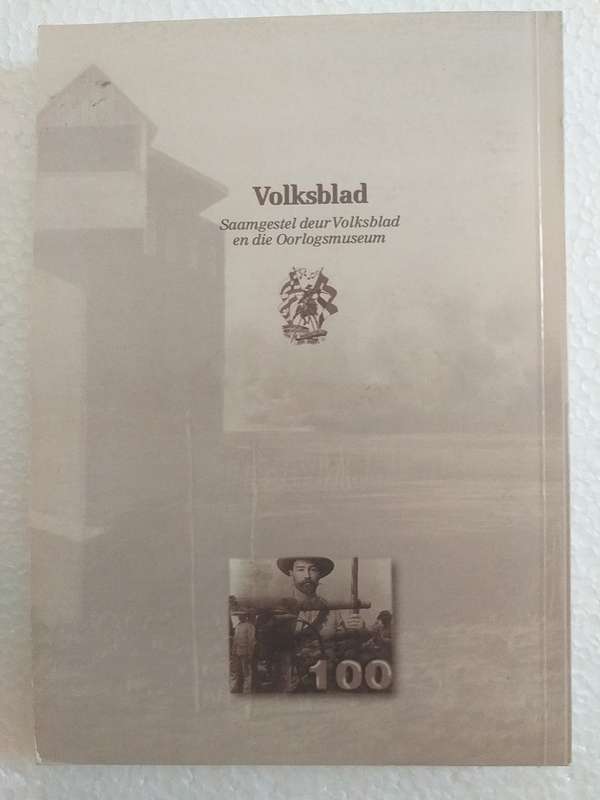 Volksblad
Saamgestel deur Volksblad
en die Oorlogsmuseum
100